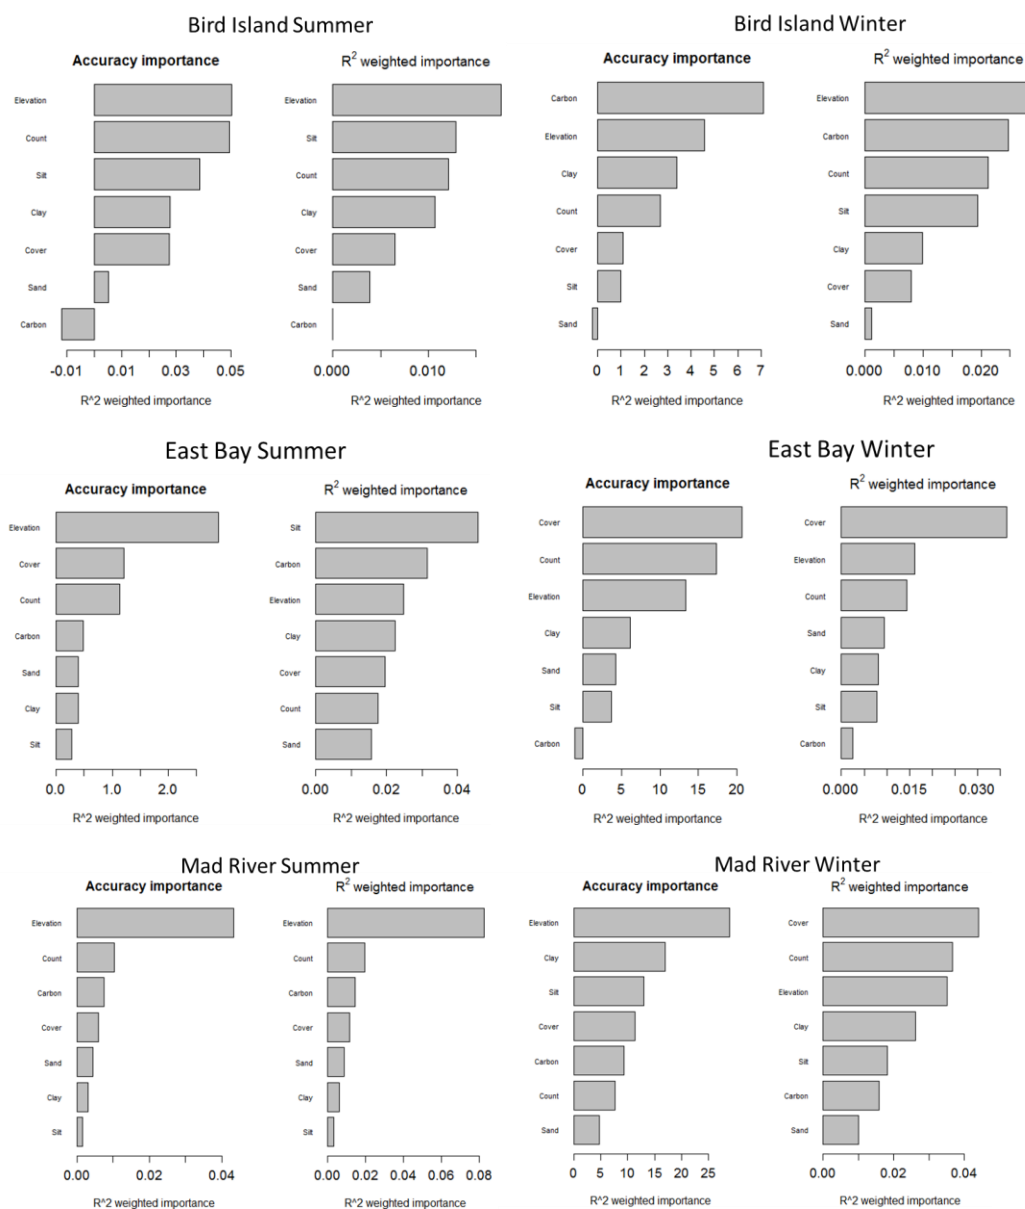 Bird Island Summer
Accuracy importance
Elevation
Count
Silt
Clay
Cover
Sand
Carbon
-0.01 0.01 0.03 0.05
R^2 weighted importance
R² weighted importance
Elevation
Silt
Count
Clay
Cover
Sand
Carbon
0.000 0.010
R^2 weighted importance
Bird Island Winter
Accuracy importance
Carbon
Elevation
Clay
Count
Cover
Silt
Sand
0 1 2 3 4 5 6 7
R^2 weighted importance
R² weighted importance
Elevation
Carbon
Count
Silt
Clay
Cover
Sand
0.000 0.010 0.020
R^2 weighted importance
East Bay Summer
Accuracy importance
Elevation
Cover
Count
Carbon
Sand
Clay
Silt
0.0 1.0 2.0
R^2 weighted importance
R² weighted importance
Silt
Carbon
Elevation
Clay
Cover
Count
Sand
0.00 0.02 0.04
R^2 weighted importance
East Bay Winter
Accuracy importance
Cover
Count
Elevation
Clay
Sand
Silt
Carbon
0 5 10 15 20
R^2 weighted importance
R² weighted importance
Cover
Elevation
Count
Sand
Clay
Silt
Carbon
0.000 0.015 0.030
R^2 weighted importance
Mad River Summer
Accuracy importance
Elevation
Count
Carbon
Cover
Sand
Clay
Silt
0.00 0.02 0.04
R^2 weighted importance
R² weighted importance
Elevation
Count
Carbon
Cover
Sand
Clay
Silt
0.00 0.02 0.04 0.06 0.08
R^2 weighted importance
Mad River Winter
Accuracy importance
Elevation
Clay
Silt
Cover
Carbon
Count
Sand
0 5 10 15 20 25
R^2 weighted importance
R² weighted importance
Cover
Count
Elevation
Clay
Silt
Carbon
Sand
0.00 0.02 0.04
R^2 weighted importance